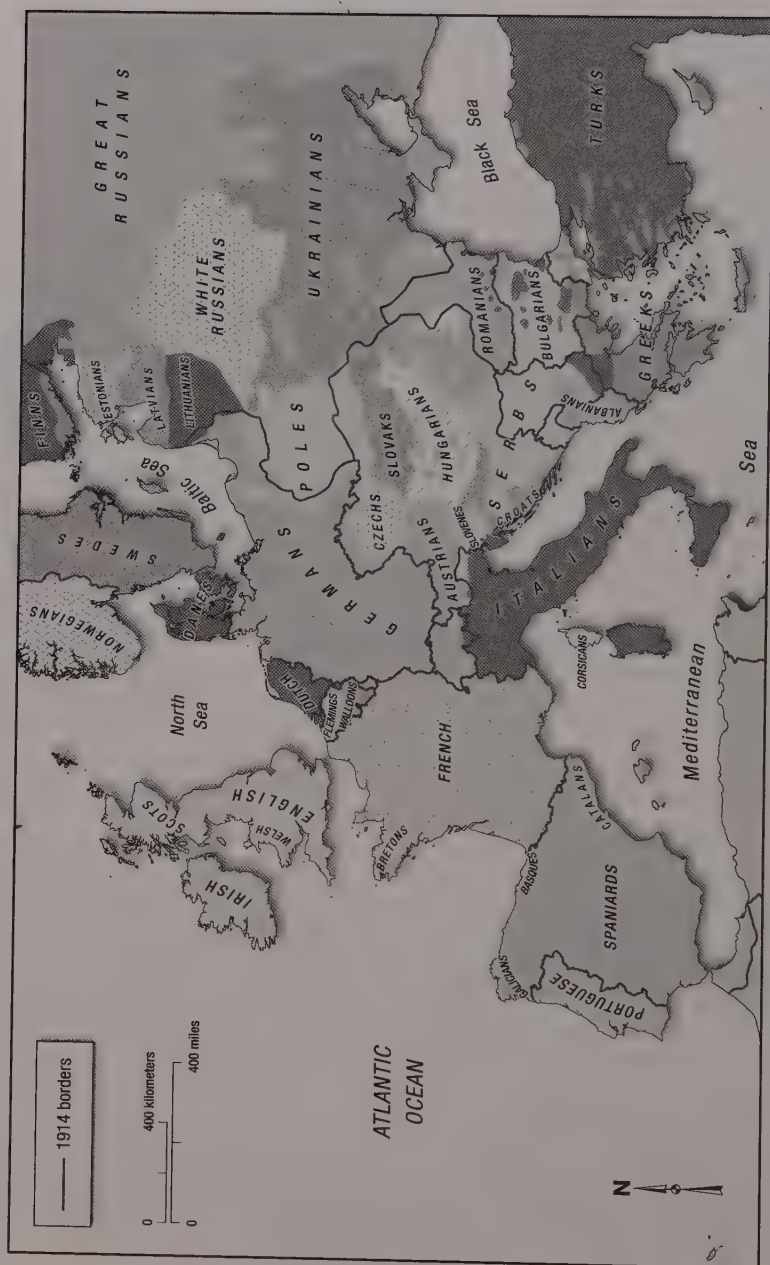 1914 borders
0 400 kilometers
0 400 miles
N
ATLANTIC
OCEAN
North
Sea
Baltic
Sea
Black Sea
Mediterranean
Sea
NORWEGIANS
SWEDES
FINNS
ESTONIANS
LATVIANS
LITHUANIANS
GREAT
RUSSIANS
WHITE
RUSSIANS
UKRAINIANS
IRISH
SCOTS
ENGLISH
WELSH
DANES
DUTCH
FLEMINGS
WALLOONS
GERMANS
POLES
CZECHS
SLOVAKS
HUNGARIANS
AUSTRIANS
SLOVENES
CROATS
SERBS
ROMANIANS
BULGARIANS
ALBANIANS
GREEKS
TURKS
BRETONS
FRENCH
BASQUES
CATALANS
GALICIANS
PORTUGUESE
SPANIARDS
CORSICANS
ITALIANS